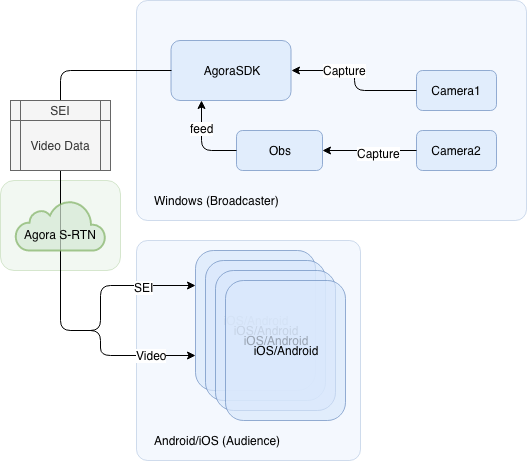 AgoraSDK
Capture
Camera1
SEI
Video Data
feed
Obs
Capture
Camera2
Windows (Broadcaster)
Agora S-RTN
SEI
Video
iOS/Android
iOS/Android
iOS/Android
iOS/Android
Android/iOS (Audience)